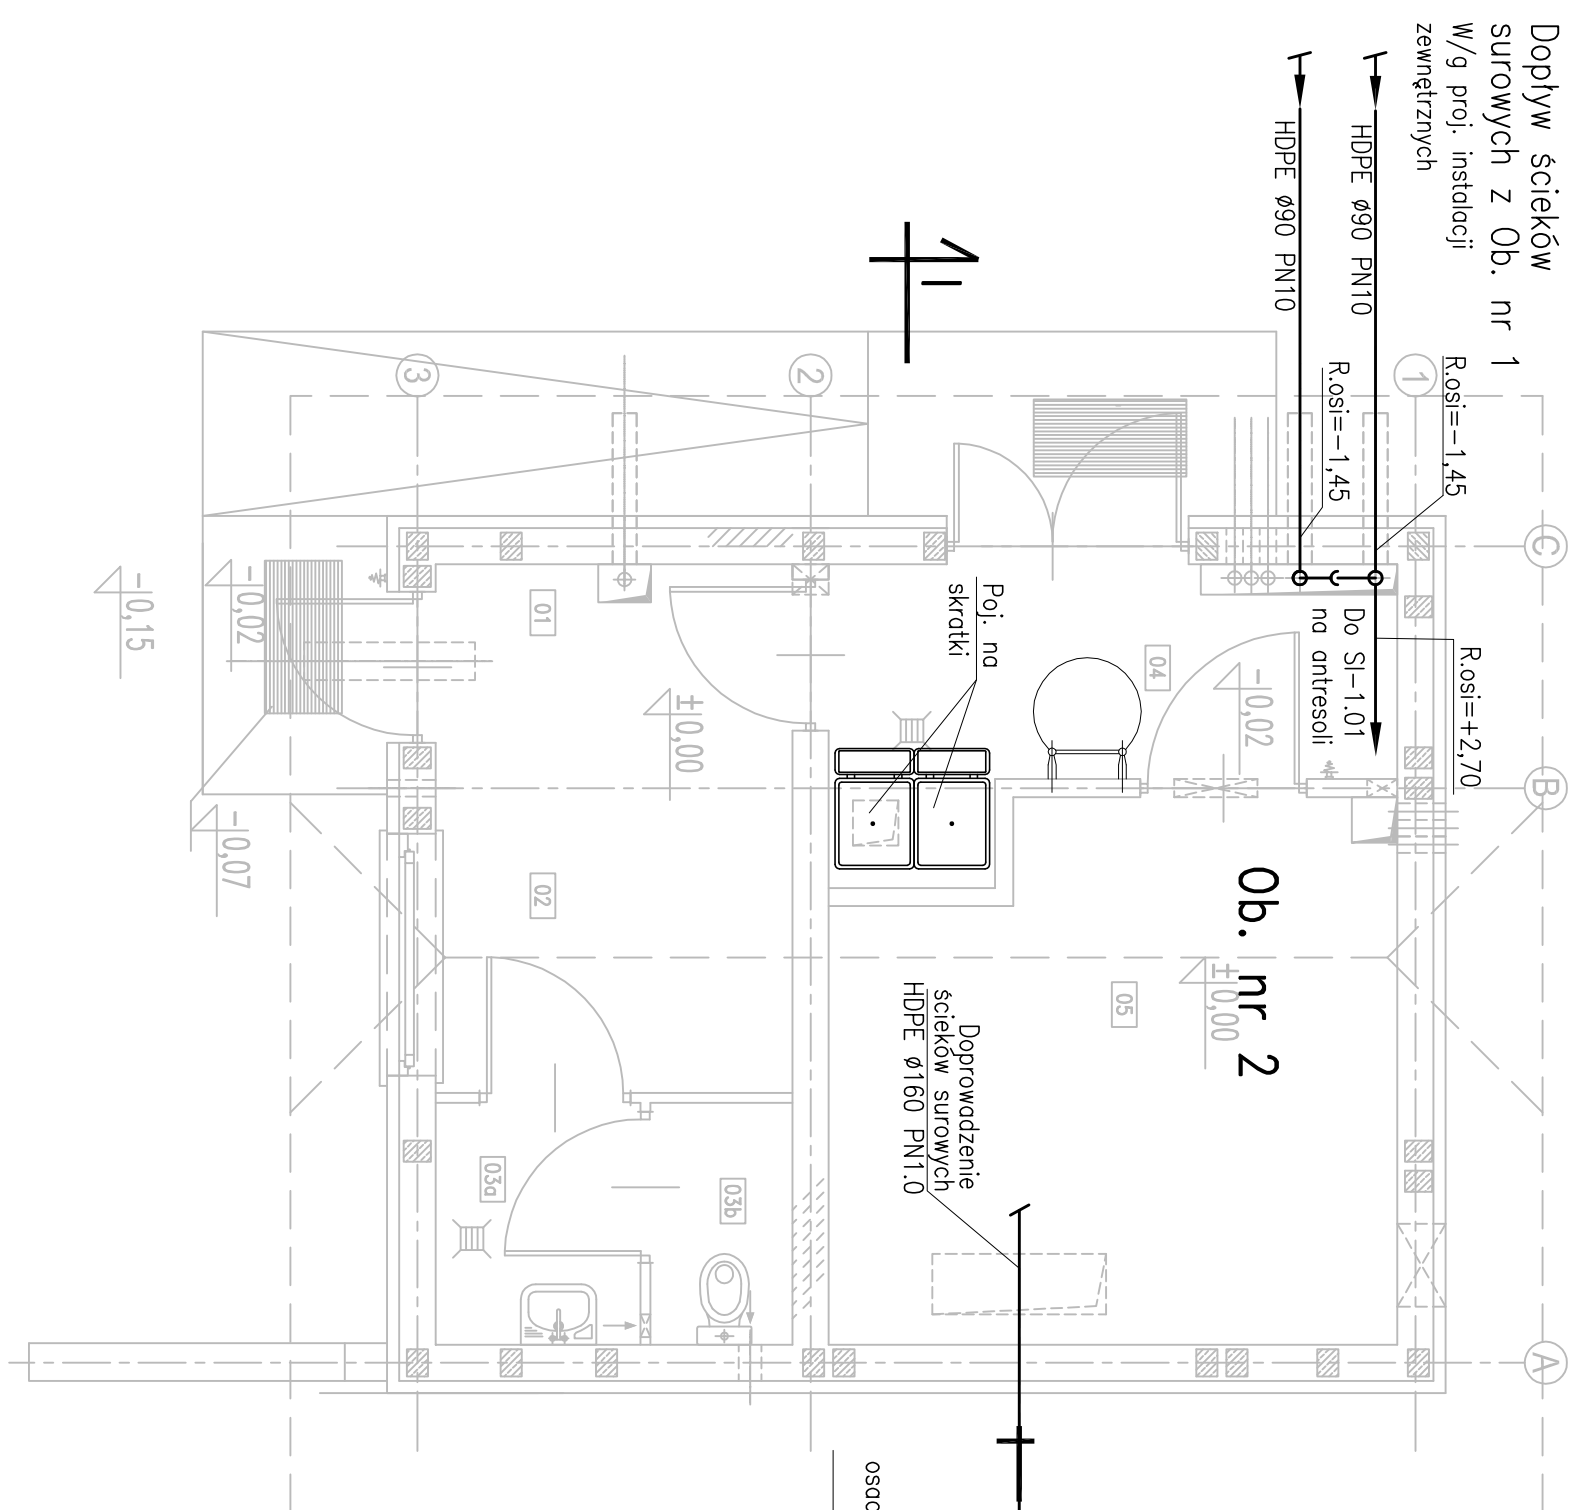 Dopływ ścieków
surowych z Ob. nr 1
W/g proj. instalacji
zewnętrznych
HDPE ø90 PN10
HDPE ø90 PN10
R.osi=-1,45
R.osi=-1,45
1
1
2
3
C
B
A
R.osi=+2,70
Do SI-1.01
na antresoli
Poj. na
skratki
01
02
03a
03b
04
05
-0,02
-0,02
-0,15
-0,07
±0,00
±0,00
Ob. nr 2
Doprowadzenie
ścieków surowych
HDPE ø160 PN1.0